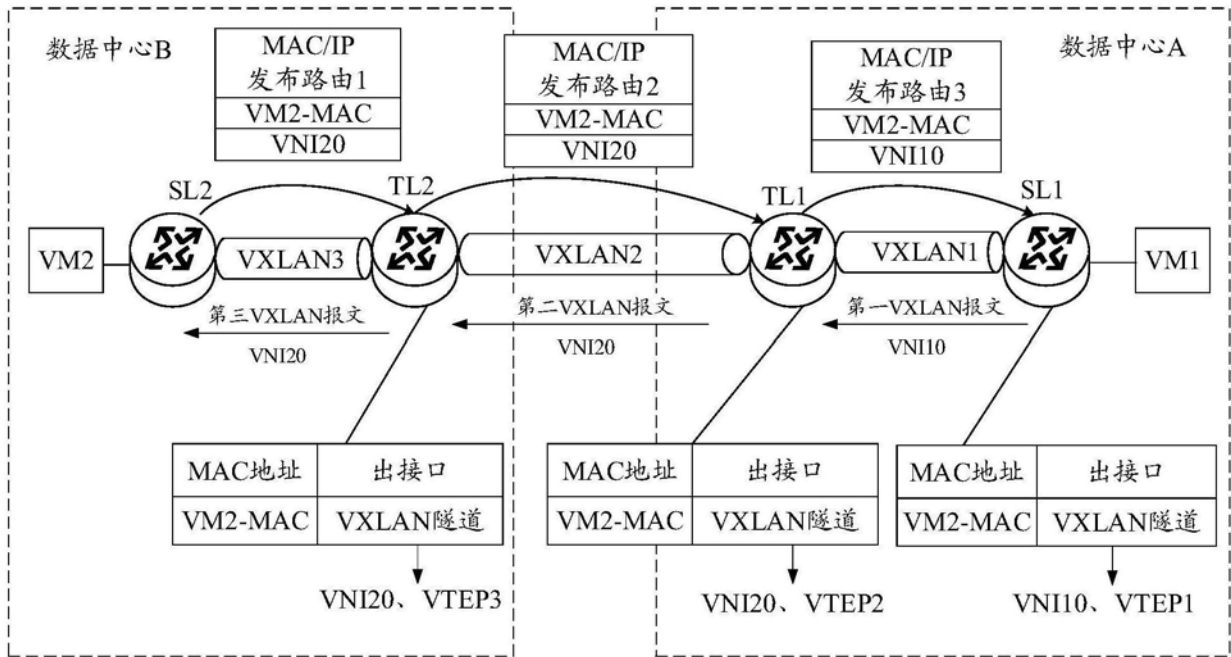 数据中心B
MAC/IP
发布路由1
VM2-MAC
VNI20
MAC/IP
发布路由2
VM2-MAC
VNI20
MAC/IP
发布路由3
VM2-MAC
VNI10
数据中心A
SL2
TL2
TL1
SL1
VM2
VXLAN3
VXLAN2
VXLAN1
VM1
第三VXLAN报文
VNI20
第二VXLAN报文
VNI20
第一VXLAN报文
VNI10
MAC地址 出接口
VM2-MAC VXLAN隧道
VNI20、VTEP3
MAC地址 出接口
VM2-MAC VXLAN隧道
VNI20、VTEP2
MAC地址 出接口
VM2-MAC VXLAN隧道
VNI10、VTEP1